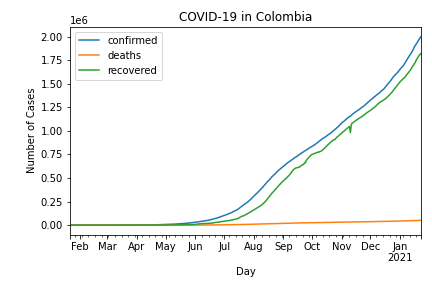 COVID-19 in Colombia
1e6
confirmed
deaths
recovered
2.00
1.75
1.50
1.25
1.00
0.75
0.50
0.25
0.00
Number of Cases
Feb Mar Apr May Jun Jul Aug Sep Oct Nov Dec Jan
2021
Day